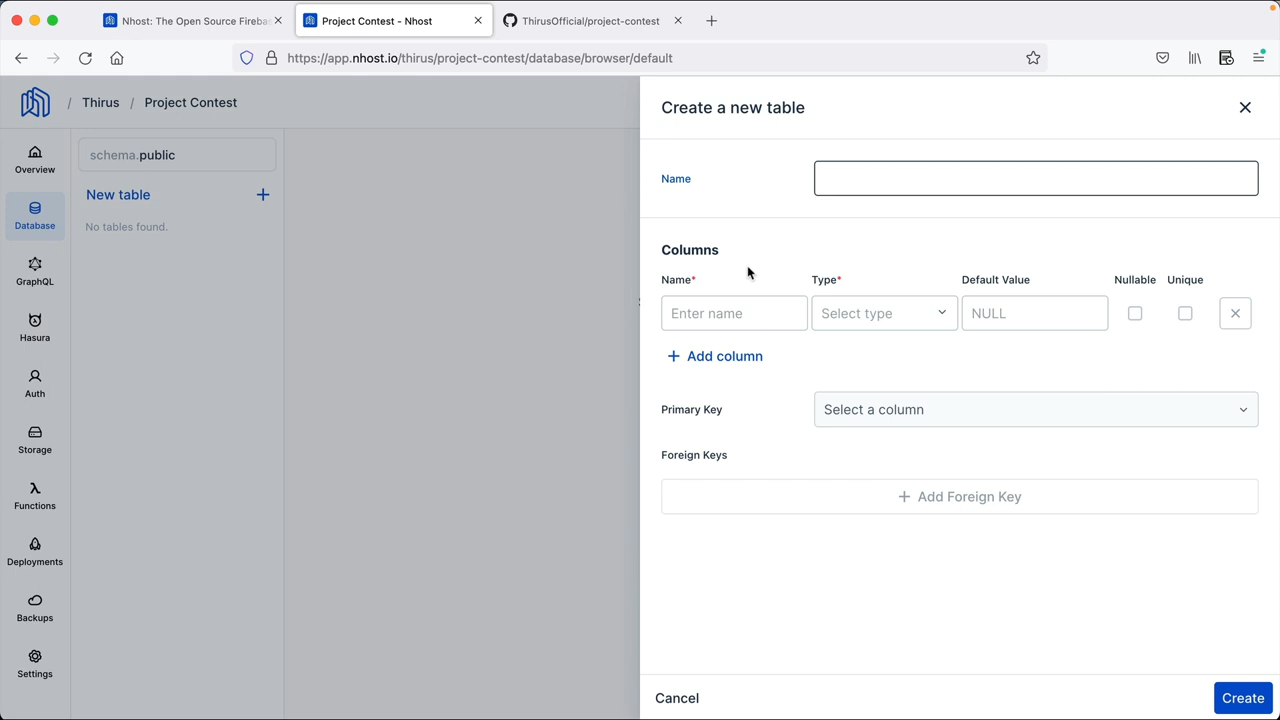 Nhost: The Open Source Fireba
Project Contest - Nhost
ThirusOfficial/project-contest
https://app.nhost.io/thirus/project-contest/database/browser/default
/ Thirus / Project Contest
Create a new table
Overview
Database
GraphQL
Hasura
Auth
Storage
Functions
Deployments
Backups
Settings
schema.public
New table
No tables found.
Name
Columns
Name* Type* Default Value Nullable Unique
Enter name Select type NULL
Add column
Primary Key Select a column
Foreign Keys
Add Foreign Key
Cancel Create